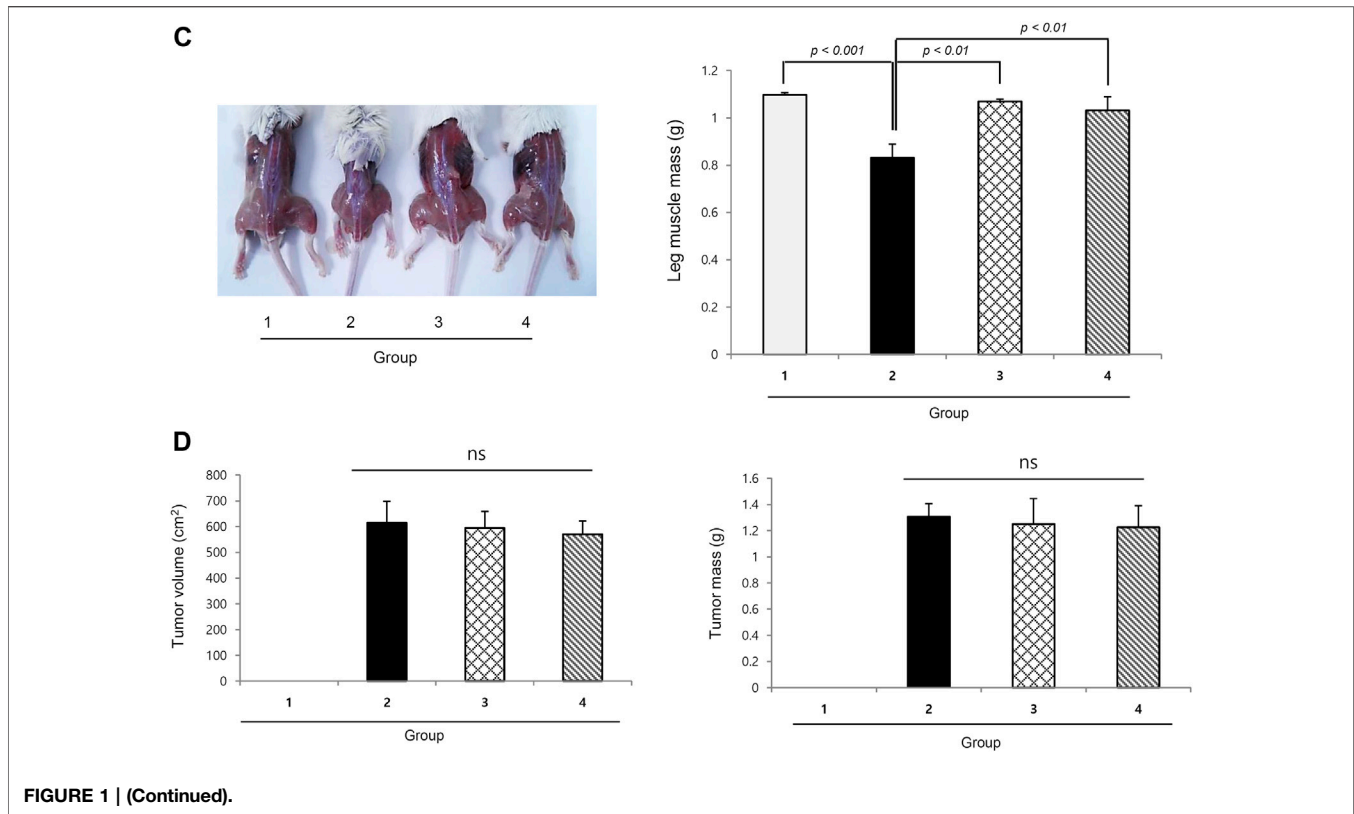 C
p < 0.01
p < 0.001
p < 0.01
1.2
1
0.8
0.6
0.4
0.2
0
Leg muscle mass (g)
1 2 3 4
Group
1 2 3 4
Group
D
ns
800
700
600
500
400
300
200
100
0
Tumor volume (cm²)
1 2 3 4
Group
ns
1.6
1.4
1.2
1
0.8
0.6
0.4
0.2
0
Tumor mass (g)
1 2 3 4
Group
FIGURE 1 | (Continued).